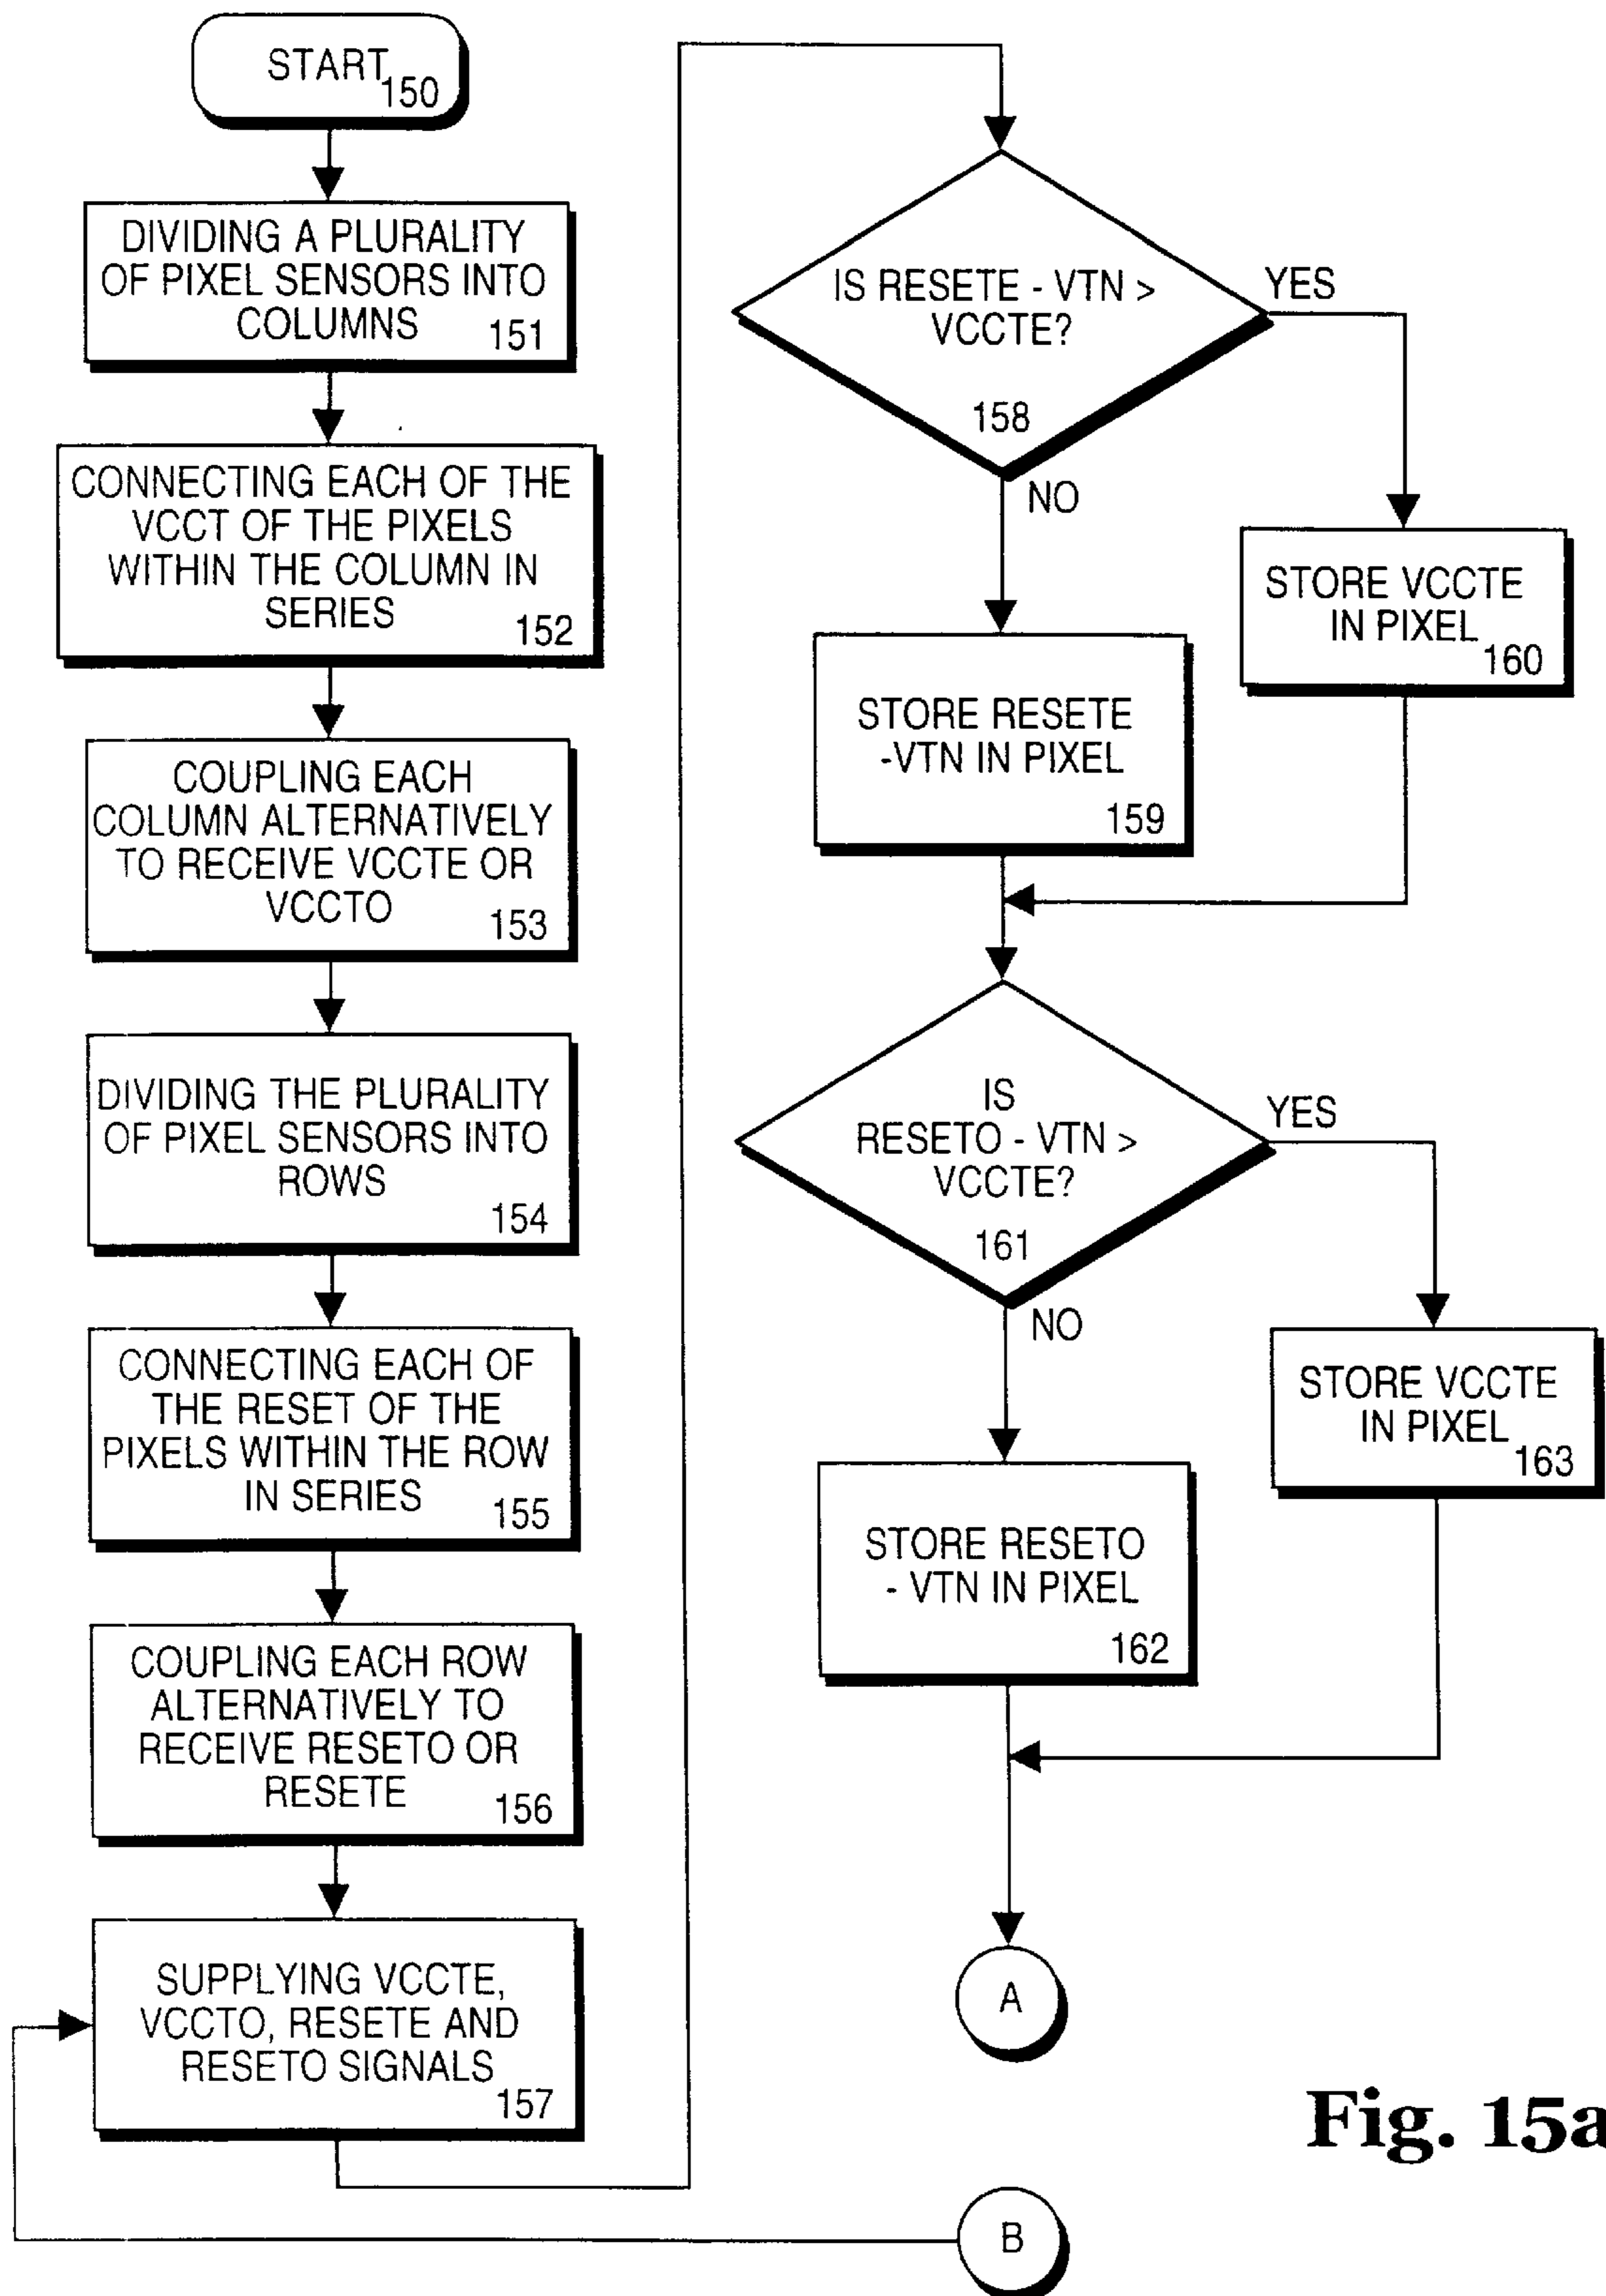 START
150
DIVIDING A PLURALITY
OF PIXEL SENSORS INTO
COLUMNS
151
CONNECTING EACH OF THE
VCCT OF THE PIXELS
WITHIN THE COLUMN IN
SERIES
152
COUPLING EACH
COLUMN ALTERNATIVELY
TO RECEIVE VCCTE OR
VCCTO
153
DIVIDING THE PLURALITY
OF PIXEL SENSORS INTO
ROWS
154
CONNECTING EACH OF
THE RESET OF THE
PIXELS WITHIN THE ROW
IN SERIES
155
COUPLING EACH ROW
ALTERNATIVELY TO
RECEIVE RESETO OR
RESETE
156
SUPPLYING VCCTE,
VCCTO, RESETE AND
RESETO SIGNALS
157
IS RESETE - VTN >
VCCTE?
158
YES
NO
STORE VCCTE
IN PIXEL
160
STORE RESETE
-VTN IN PIXEL
159
IS
RESETO - VTN >
VCCTE?
161
YES
NO
STORE VCCTE
IN PIXEL
163
STORE RESETO
- VTN IN PIXEL
162
A
B
Fig. 15a